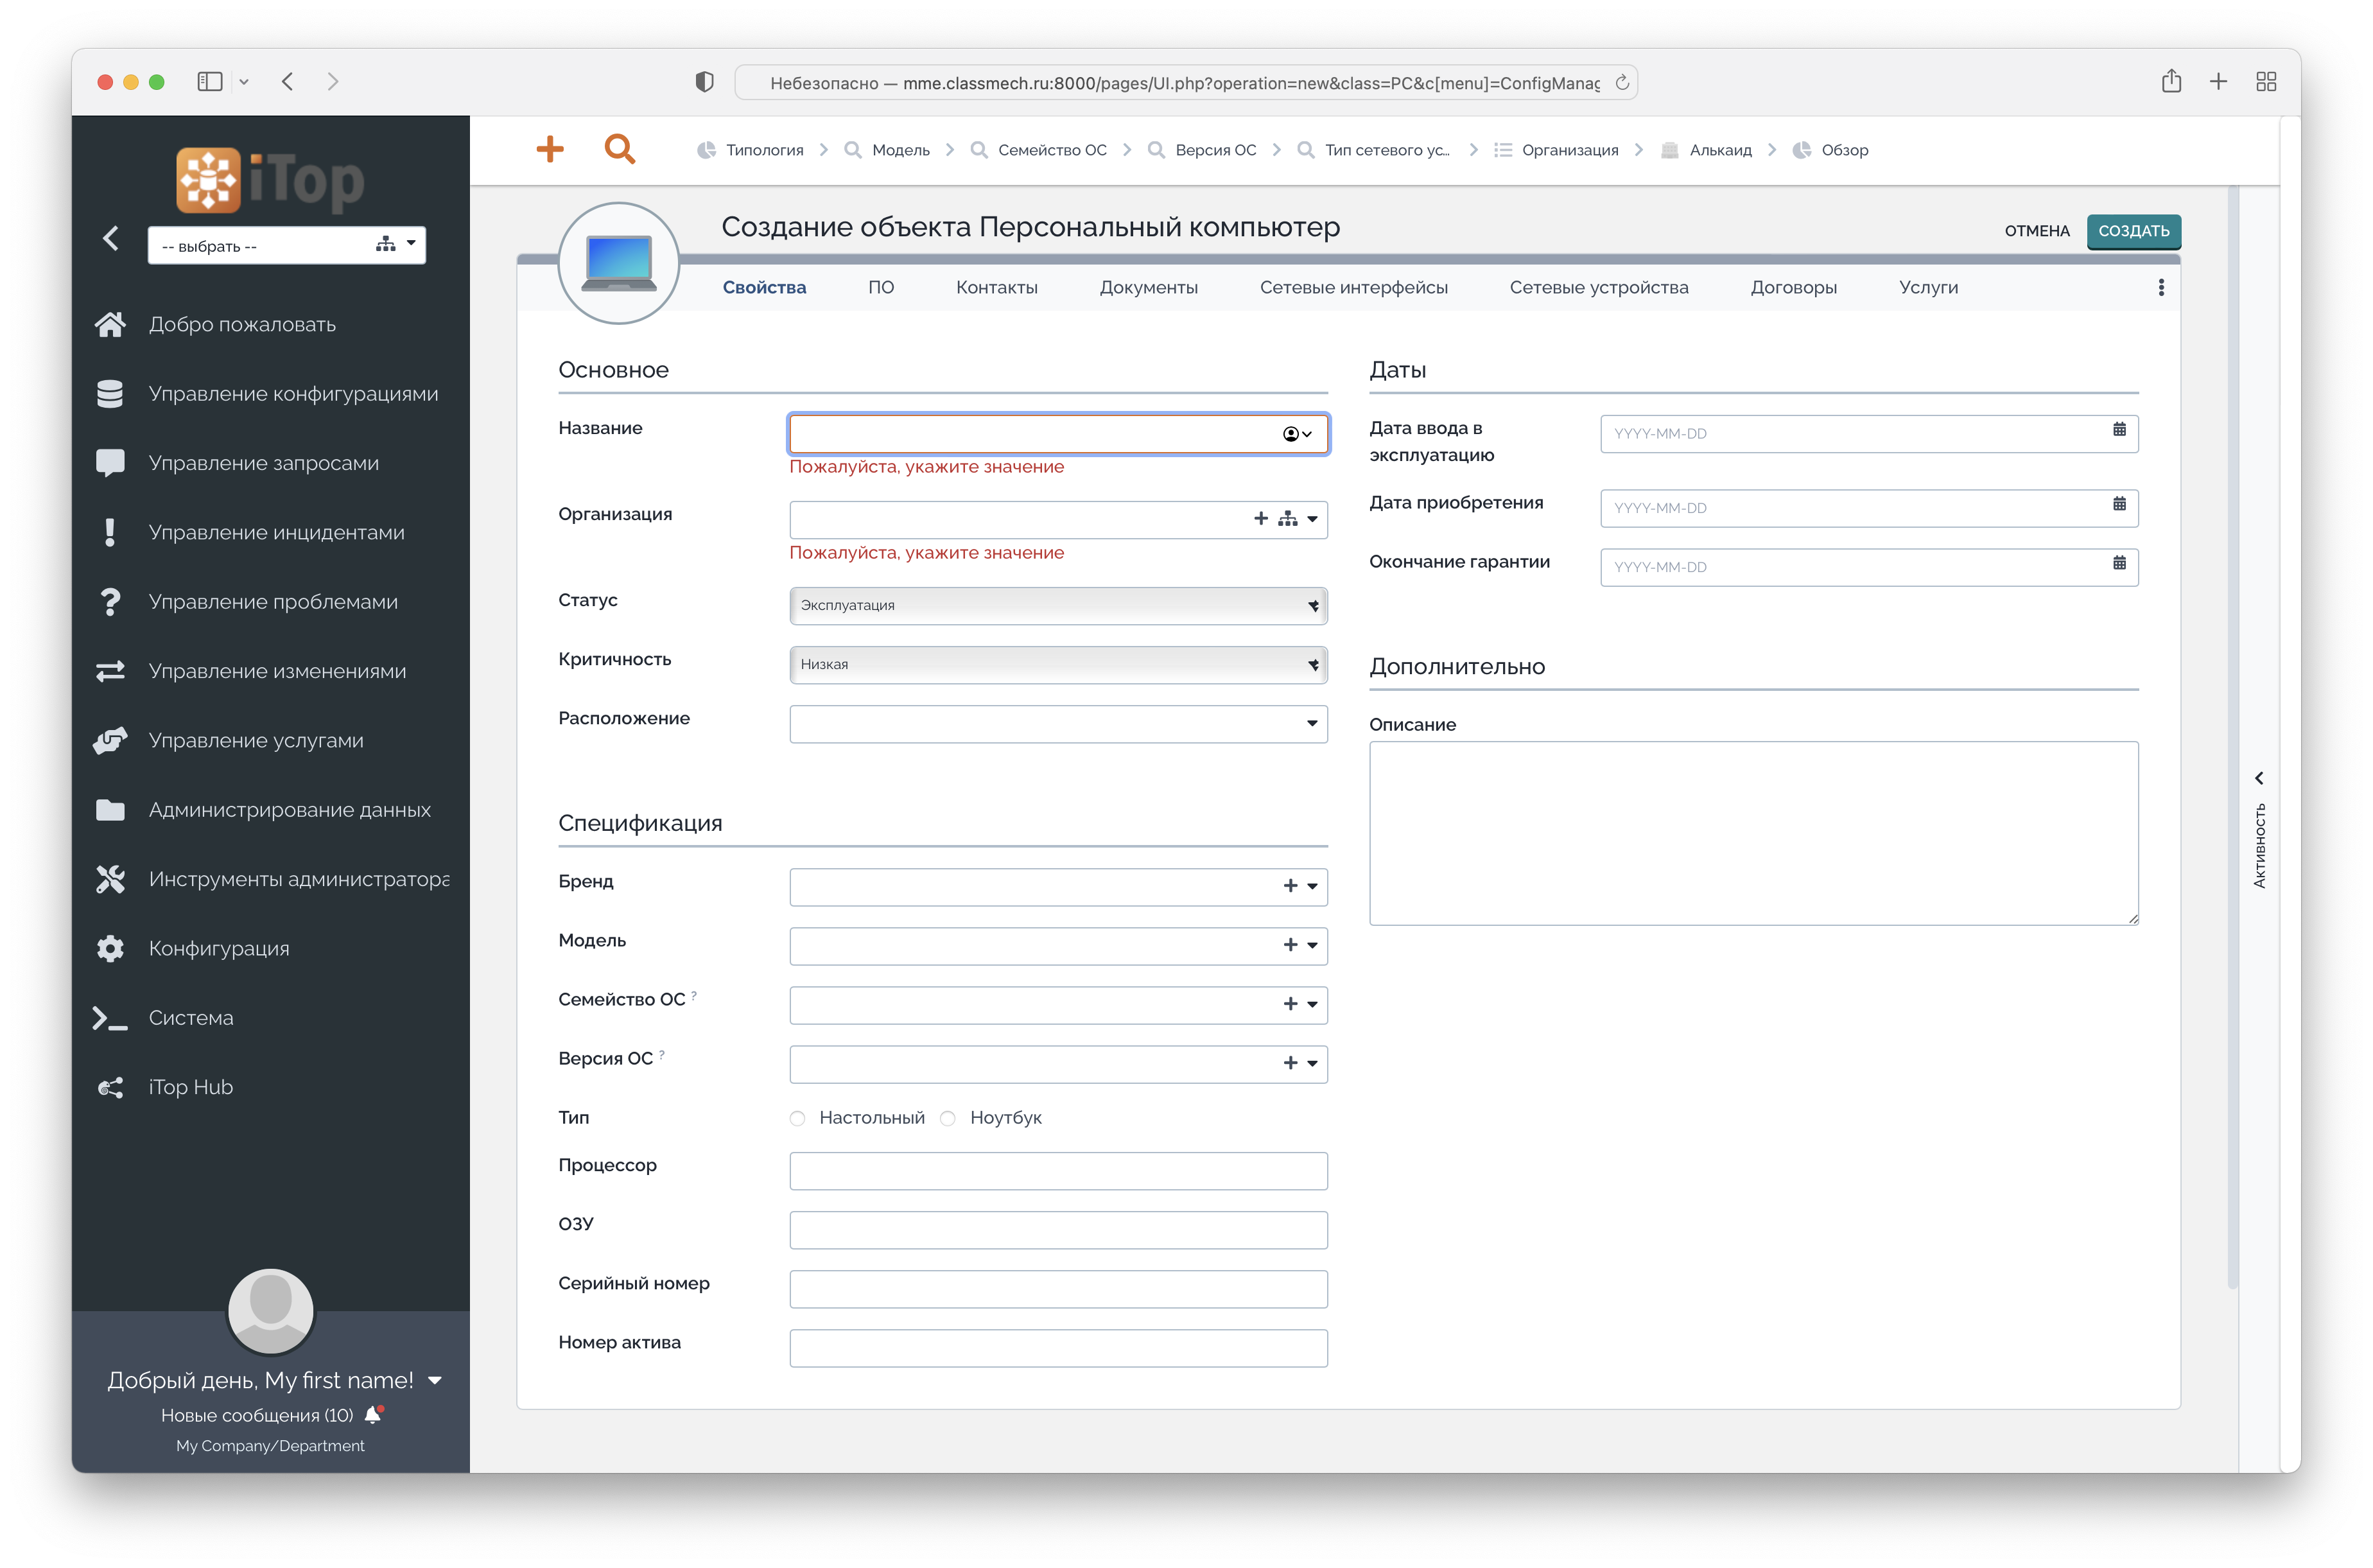 Небезопасно — mme.classmech.ru:8000/pages/UI.php?operation=new&class=PC&c[menu]=ConfigManag
iTop
-- выбрать --
Добро пожаловать
Управление конфигурациями
Управление запросами
Управление инцидентами
Управление проблемами
Управление изменениями
Управление услугами
Администрирование данных
Инструменты администратора
Конфигурация
Система
iTop Hub
Добрый день, My first name!
Новые сообщения (10)
My Company/Department
Типология
Модель
Семейство ОС
Версия ОС
Тип сетевого ус...
Организация
Алькаид
Обзор
Создание объекта Персональный компьютер
ОТМЕНА
СОЗДАТЬ
Свойства
ПО
Контакты
Документы
Сетевые интерфейсы
Сетевые устройства
Договоры
Услуги
Основное
Название
Пожалуйста, укажите значение
Организация
Пожалуйста, укажите значение
Статус
Эксплуатация
Критичность
Низкая
Расположение
Спецификация
Бренд
Модель
Семейство ОС ?
Версия ОС ?
Тип
Настольный
Ноутбук
Процессор
ОЗУ
Серийный номер
Номер актива
Даты
Дата ввода в
эксплуатацию
YYYY-MM-DD
Дата приобретения
YYYY-MM-DD
Окончание гарантии
YYYY-MM-DD
Дополнительно
Описание
Активность